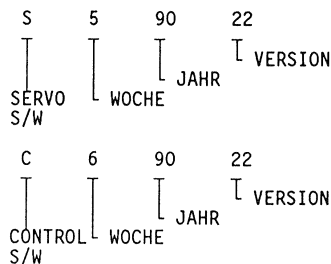 S 5 90 22
VERSION
JAHR
SERVO WOCHE
S/W
C 6 90 22
VERSION
JAHR
CONTROL WOCHE
S/W